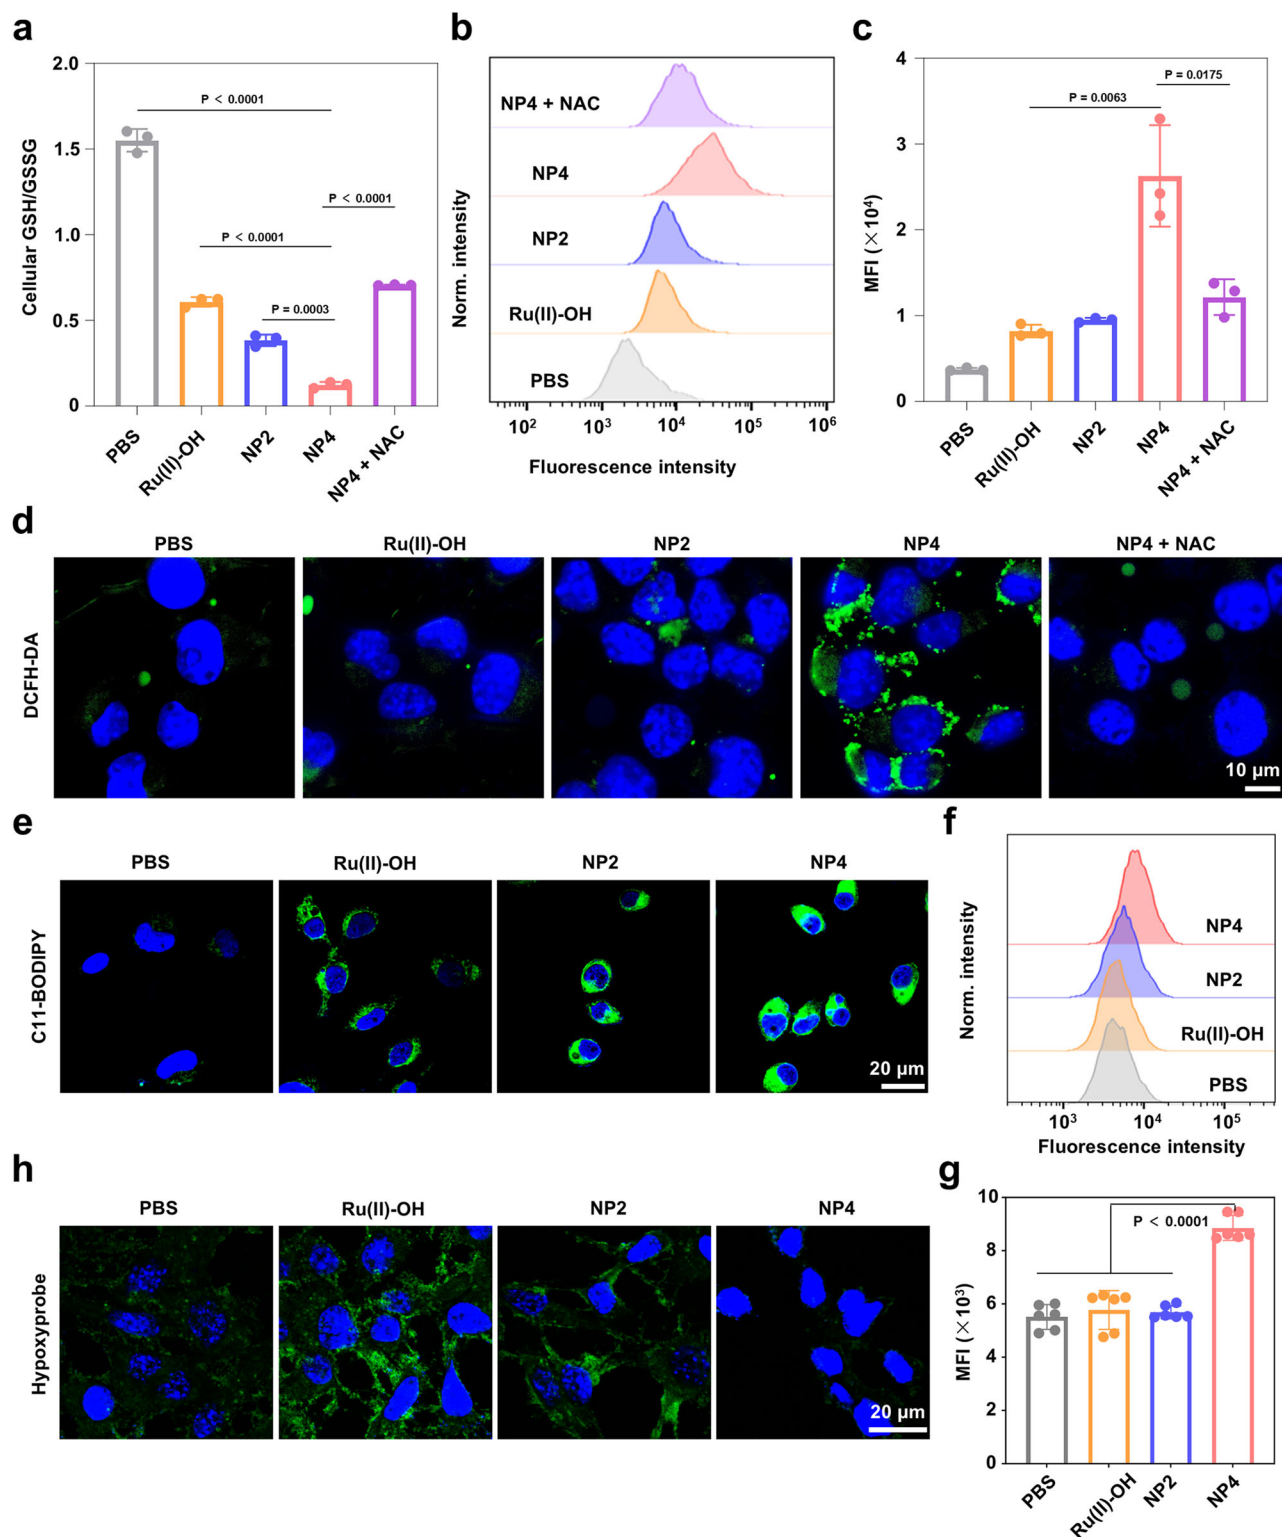 a
2.0
1.5
1.0
0.5
0
Cellular GSH/GSSG
P < 0.0001
P < 0.0001
P < 0.0001
P = 0.0003
PBS
Ru(II)-OH
NP2
NP4
NP4 + NAC
b
Norm. intensity
NP4 + NAC
NP4
NP2
Ru(II)-OH
PBS
10² 10³ 10⁴ 10⁵ 10⁶
Fluorescence intensity
c
4
3
2
1
0
MFI (×10⁴)
P = 0.0175
P = 0.0063
PBS
Ru(II)-OH
NP2
NP4
NP4 + NAC
d
PBS Ru(II)-OH NP2 NP4 NP4 + NAC
DCFH-DA
10 µm
e
PBS Ru(II)-OH NP2 NP4
C11-BODIPY
20 µm
f
Norm. intensity
NP4
NP2
Ru(II)-OH
PBS
10³ 10⁴ 10⁵
Fluorescence intensity
h
PBS Ru(II)-OH NP2 NP4
Hypoxyprobe
20 µm
g
10
8
6
4
2
0
MFI (×10³)
P < 0.0001
PBS
Ru(II)-OH
NP2
NP4